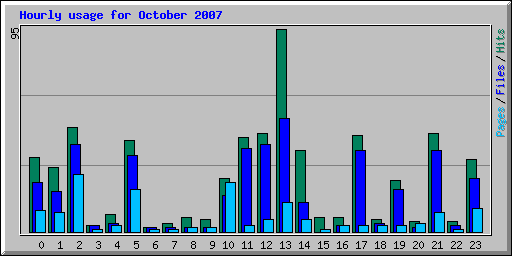 Hourly usage for October 2007
95
Pages / Files / Hits
0 1 2 3 4 5 6 7 8 9 10 11 12 13 14 15 16 17 18 19 20 21 22 23